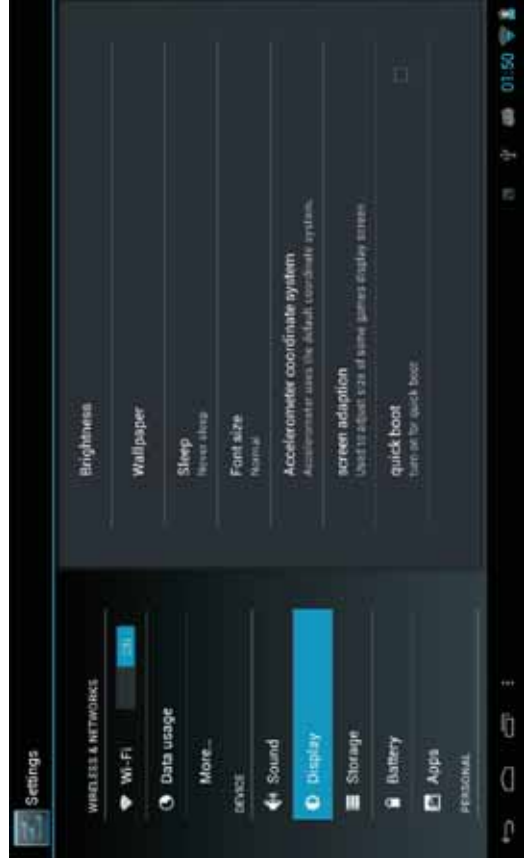 Settings
WIRELESS & NETWORKS
Wi-Fi
ON
Data usage
More...
DEVICE
Sound
Display
Storage
Battery
Apps
PERSONAL
Brightness
Wallpaper
Sleep
Never sleep
Font size
Normal
Accelerometer coordinate system
Accelerometer uses the default coordinate system.
screen adaption
Used to adjust size of some games display screen
quick boot
turn on for quick boot
01:50